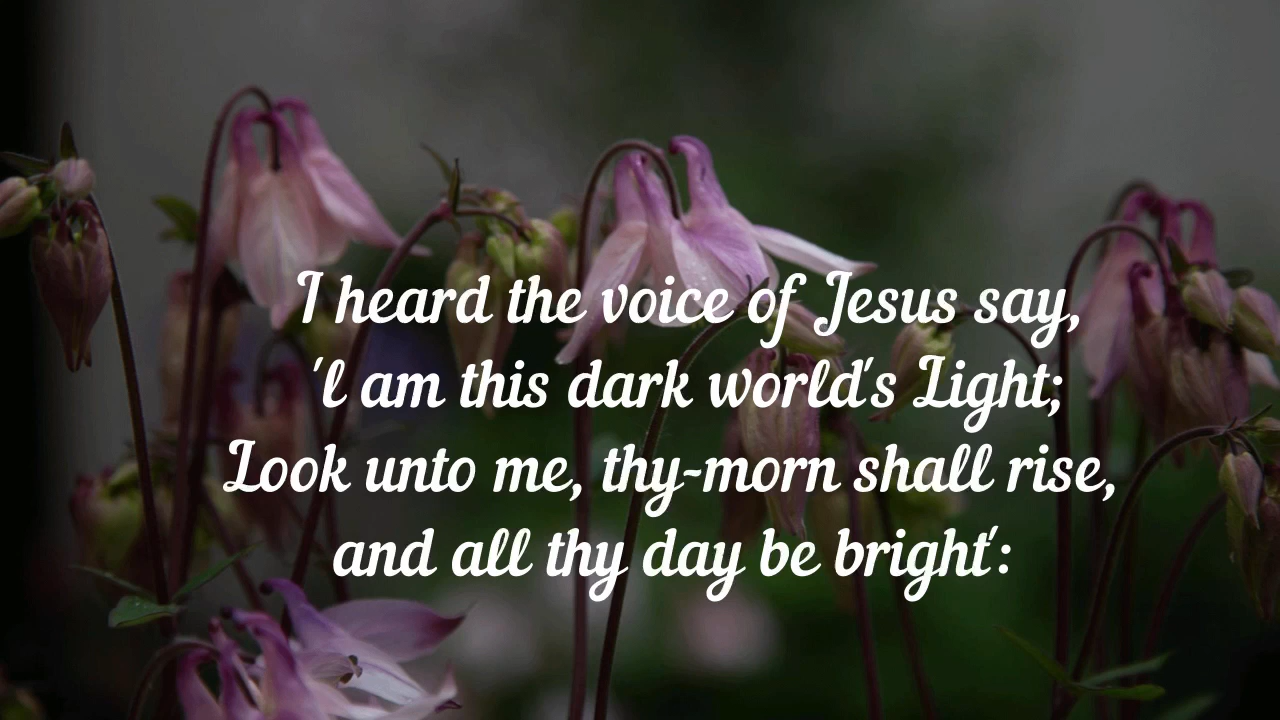 I heard the voice of Jesus say,
'l am this dark world's Light;
Look unto me, thy-morn shall rise,
and all thy day be bright':